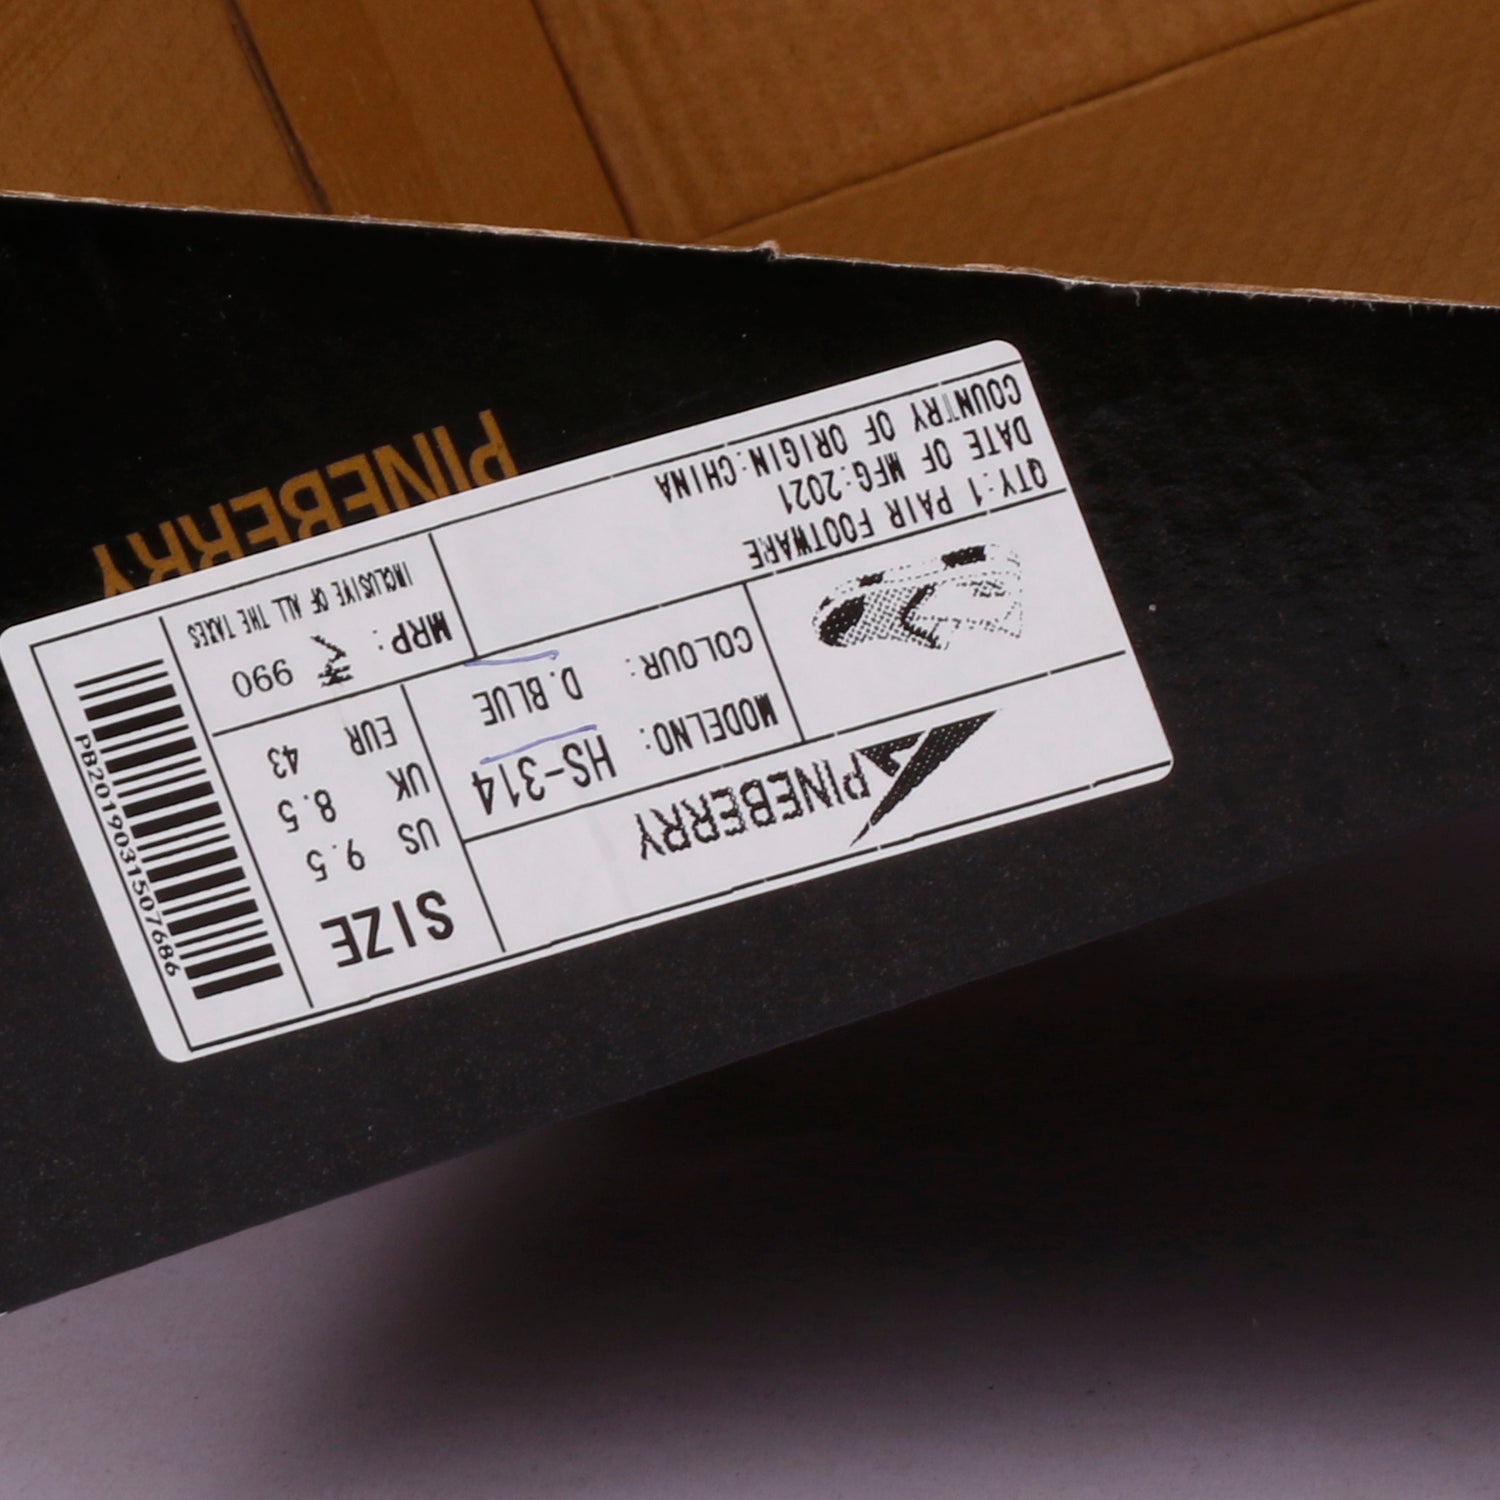 PINEBERRY
PINEBERRY
MODELNO: HS-314
COLOUR: D.BLUE
QTY:1 PAIR FOOTWARE
DATE OF MFG:2021
COUNTRY OF ORIGIN:CHINA
SIZE
US 9.5
UK 8.5
EUR 43
MRP: 990
INCLUSIVE OF ALL THE TAXES
PB2019031507686